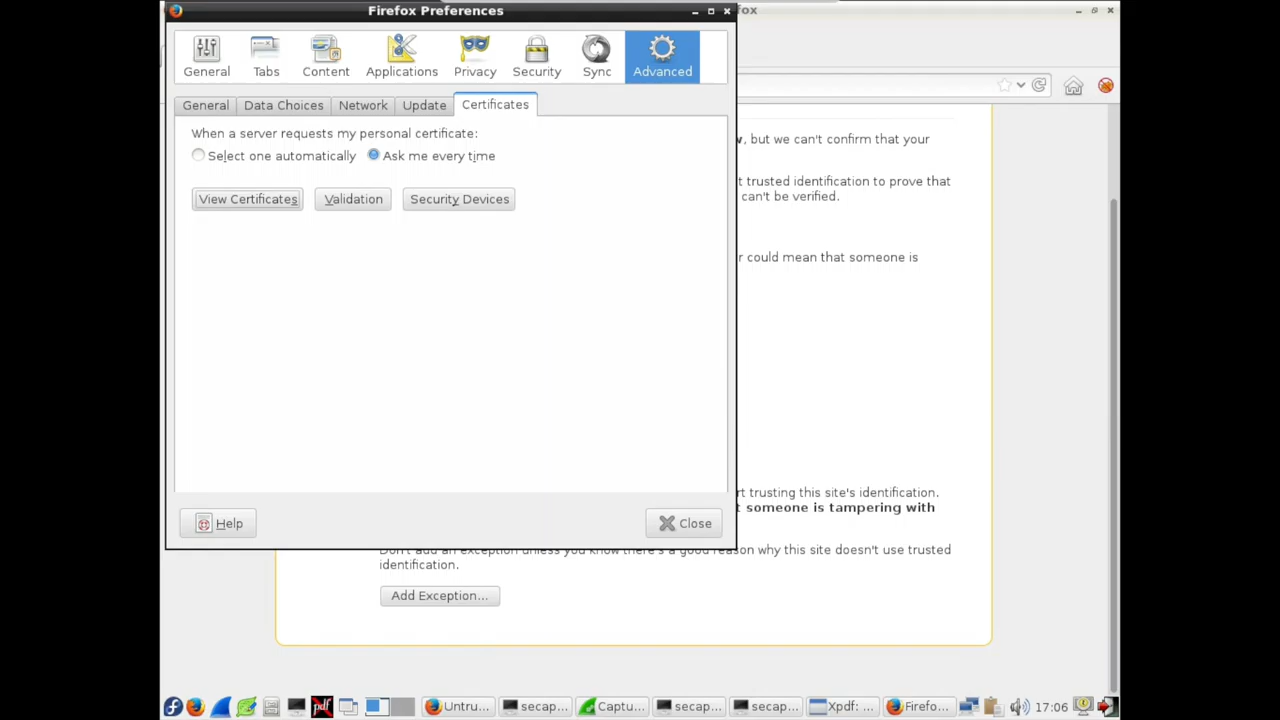 Firefox Preferences
fox
General
Tabs
Content
Applications
Privacy
Security
Sync
Advanced
General
Data Choices
Network
Update
Certificates
When a server requests my personal certificate:
Select one automatically
Ask me every time
View Certificates
Validation
Security Devices
Help
Close
, but we can't confirm that your
t trusted identification to prove that
can't be verified.
r could mean that someone is
rt trusting this site's identification.
t someone is tampering with
Don't add an exception unless you know there's a good reason why this site doesn't use trusted
identification.
Add Exception...
pdf
Untru...
secap...
Captu...
secap...
secap...
Xpdf: ...
Firefo...
17:06